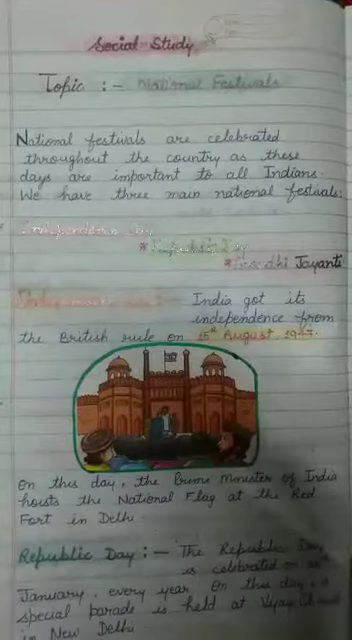 Social Study
Topic :- National Festivals
National festivals are celebrated
throughout the country as these
days are important to all Indians.
We have three main national festivals:
Independence Day
* Republic Day
* Gandhi Jayanti
Independence Day :- India got its
independence from
the British rule on 15th August, 1947.
On this day, the Prime Minister of India
hoists the National Flag at the Red
Fort in Delhi
Republic Day :- The Republic Day
is celebrated on
January, every year On this day, a
special parade is held at Vijay
in New Delhi